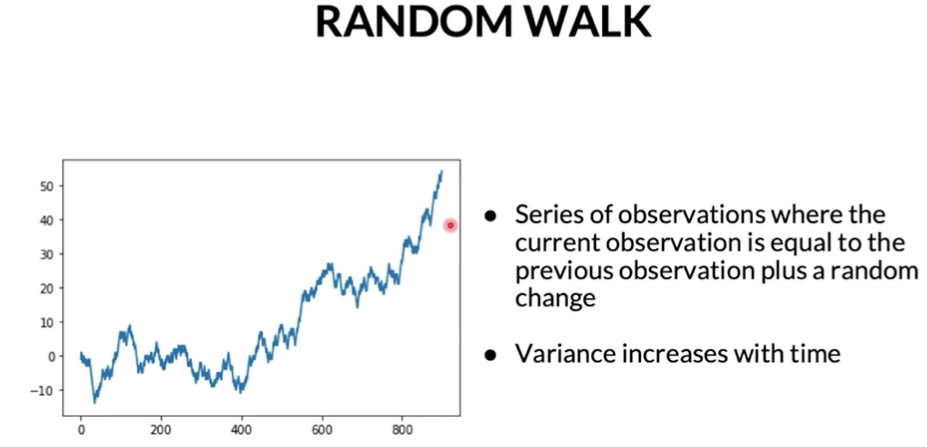 RANDOM WALK
50
40
30
20
10
0
−10
0
200
400
600
800
● Series of observations where the
current observation is equal to the
previous observation plus a random
change
● Variance increases with time